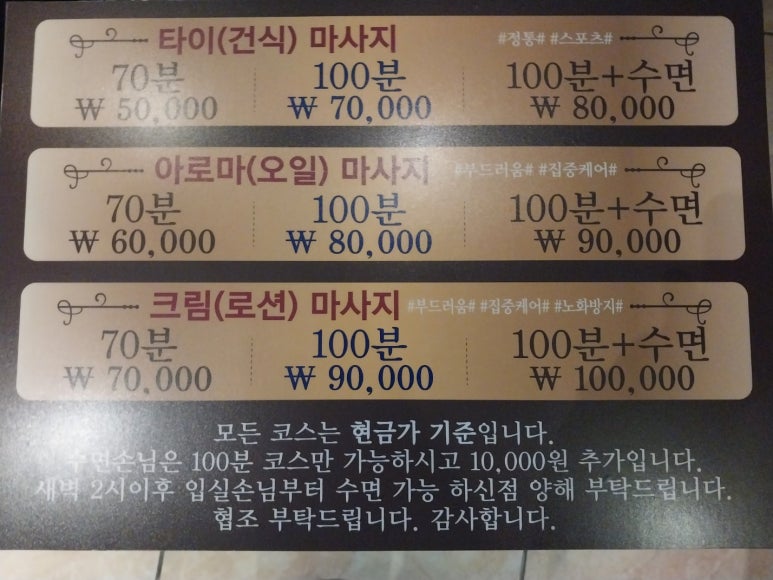 타이(건식) 마사지 #정통# #스포츠#
70분 100분 100분+수면
₩ 50,000 ₩ 70,000 ₩ 80,000
아로마(오일) 마사지 #부드러움# #집중케어#
70분 100분 100분+수면
₩ 60,000 ₩ 80,000 ₩ 90,000
크림(로션) 마사지 #부드러움# #집중케어# #노화방지#
70분 100분 100분+수면
₩ 70,000 ₩ 90,000 ₩ 100,000
모든 코스는 현금가 기준입니다.
수면손님은 100분 코스만 가능하시고 10,000원 추가입니다.
새벽 2시이후 입실손님부터 수면 가능 하신점 양해 부탁드립니다.
협조 부탁드립니다. 감사합니다.